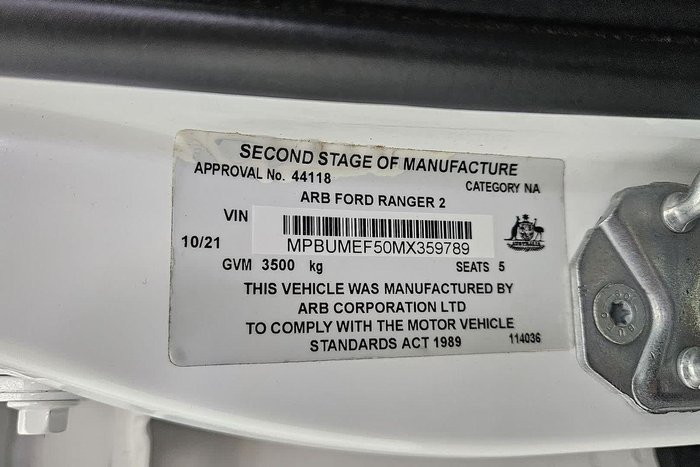 SECOND STAGE OF MANUFACTURE
APPROVAL No. 44118 CATEGORY NA
ARB FORD RANGER 2
VIN
10/21 MPBUMEF50MX359789
AUSTRALIA
GVM 3500 kg SEATS 5
THIS VEHICLE WAS MANUFACTURED BY
ARB CORPORATION LTD
TO COMPLY WITH THE MOTOR VEHICLE
STANDARDS ACT 1989 114036